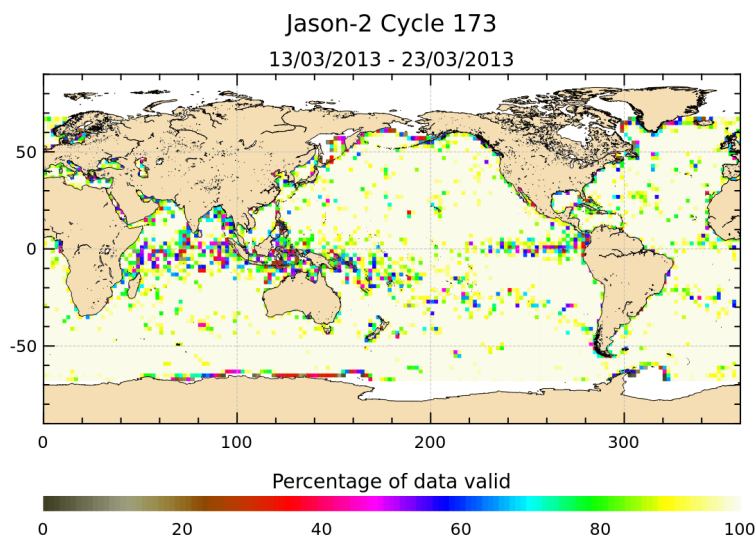 Jason-2 Cycle 173
13/03/2013 - 23/03/2013
50
0
-50
0 100 200 300
Percentage of data valid
0 20 40 60 80 100